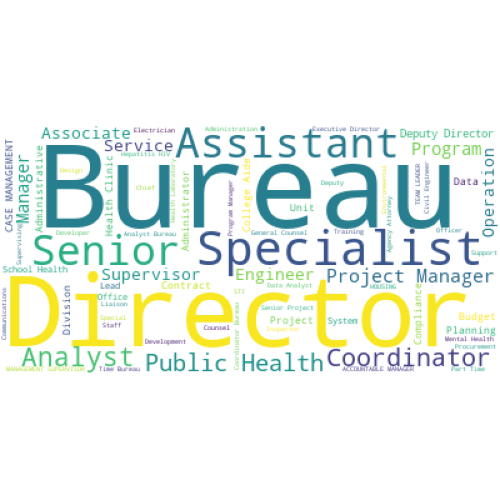 Associate
Electrician
Administration
Executive Director
Deputy Director
Service
Assistant
Program
Hepatitis HIV
CASE MANAGEMENT
Manager
Administrative
Bureau
Health Clinic
Design
Chief
Health Laboratory
Administrator
Program Manager
College Aide
Deputy
Environmental
TEAM LEADER
Civil Engineer
Data
Operation
Unit
Agency Attorney
Supervising
Developer
Analyst Bureau
General Counsel
Training
Officer
Senior
Specialist
Support
School Health
Supervisor
Engineer
Project Manager
Lead
Contract
Data Analyst
HOUSING
Communications
Director
Office
Liaison
STI
Senior Project
Compliance
Division
Special
Staff
Counsel
Coordinator Bureau
Project
System
Budget
Planning
Inspector
Development
Mental Health
Procurement
Analyst
Public Health
Coordinator
MANAGEMENT SUPERVISOR
Time Bureau
ACCOUNTABLE MANAGER
Part Time